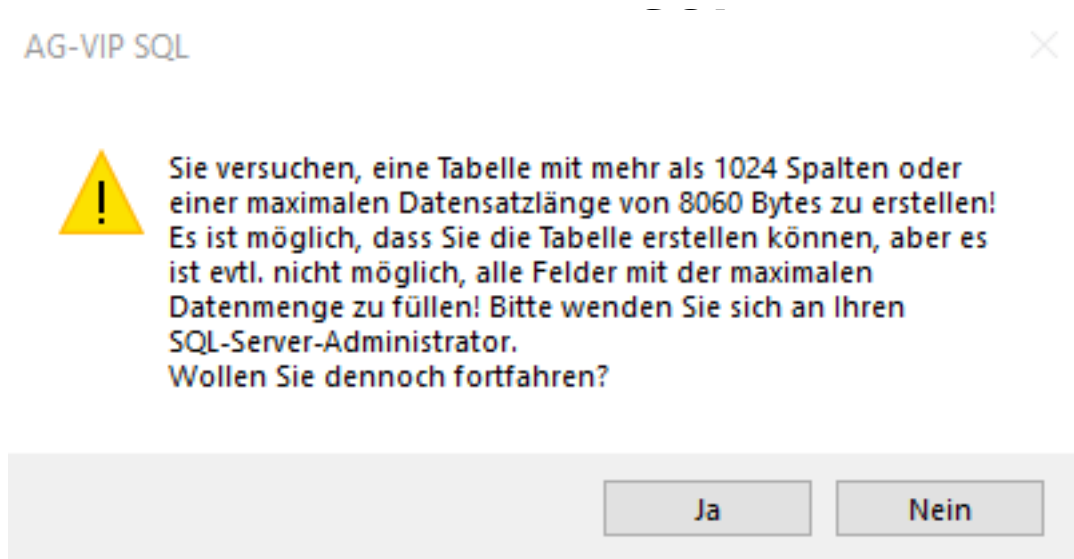 AG-VIP SQL
Sie versuchen, eine Tabelle mit mehr als 1024 Spalten oder
einer maximalen Datensatzlänge von 8060 Bytes zu erstellen!
Es ist möglich, dass Sie die Tabelle erstellen können, aber es
ist evtl. nicht möglich, alle Felder mit der maximalen
Datenmenge zu füllen! Bitte wenden Sie sich an Ihren
SQL-Server-Administrator.
Wollen Sie dennoch fortfahren?
Ja
Nein